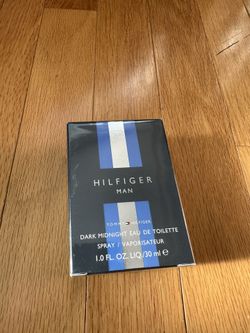 HILFIGER
MAN
TOMMY HILFIGER
DARK MIDNIGHT EAU DE TOILETTE
SPRAY / VAPORISATEUR
1.0 FL. OZ. LIQ./30 ml ℮